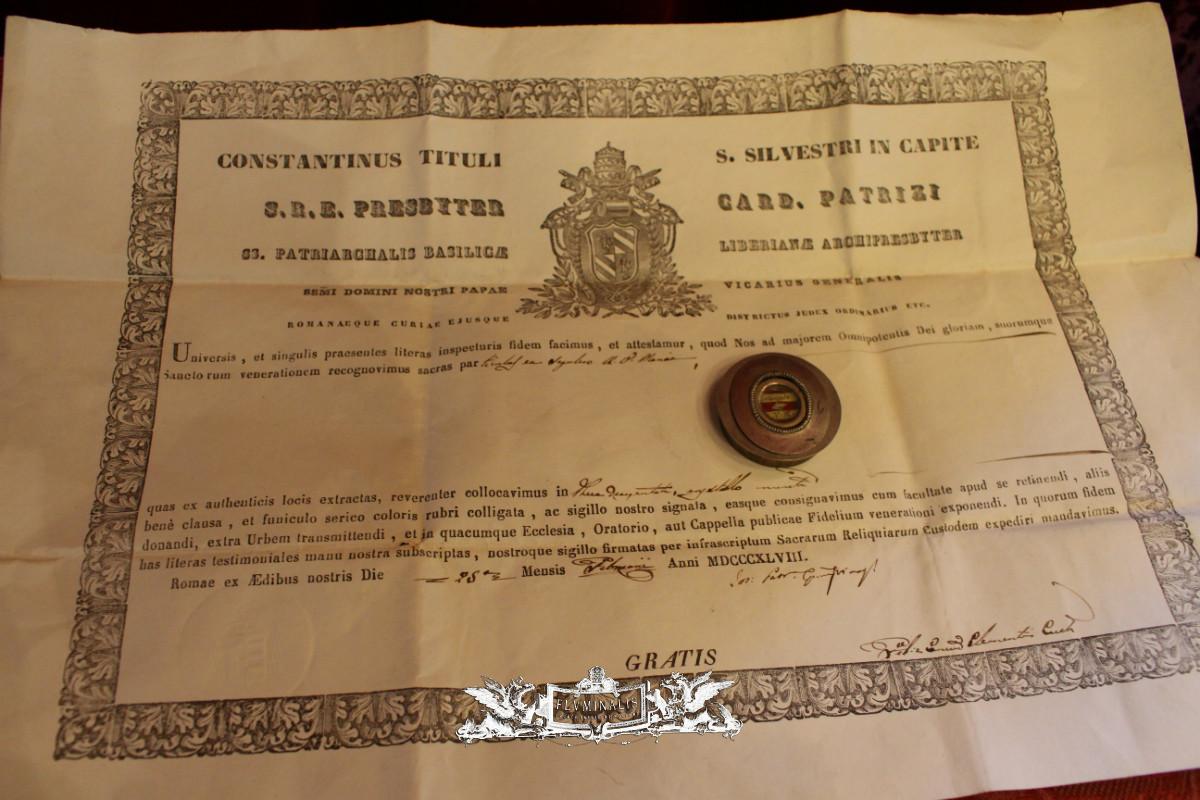 CONSTANTINUS TITULI S. SILVESTRI IN CAPITE
S.R.E. PRESBYTER CARD. PATRIZI
SS. PATRIARCHALIS BASILICÆ LIBERIANÆ ARCHIPRESBYTER
SSMI DOMINI NOSTRI PAPAE VICARIUS GENERALIS
ROMANAEQUE CURIAE EJUSQUE DISTRICTUS JUDEX ORDINARIUS ETC.
Universis, et singulis praesentes literas inspecturis fidem facimus, et attestamur, quod Nos ad majorem Omnipotentis Dei gloriam, suorumque
Sanctorum venerationem recognovimus sacras par ex Sepulcro
quas ex authenticis locis extractas, reverenter collocavimus in
benè clausa, et funiculo serico coloris rubri colligata, ac sigillo nostro signata, easque consignavimus cum facultate apud se retinendi, aliis
donandi, extra Urbem transmittendi, et in quacumque Ecclesia, Oratorio, aut Cappella publicae Fidelium venerationi exponendi. In quorum fidem
has literas testimoniales manu nostra subscriptas, nostroque sigillo firmatas per infrascriptum Sacrarum Reliquiarum Custodem expediri mandavimus.
Romae ex Ædibus nostris Die Mensis Anni MDCCCXLVIII.
GRATIS
FLVMINALIS